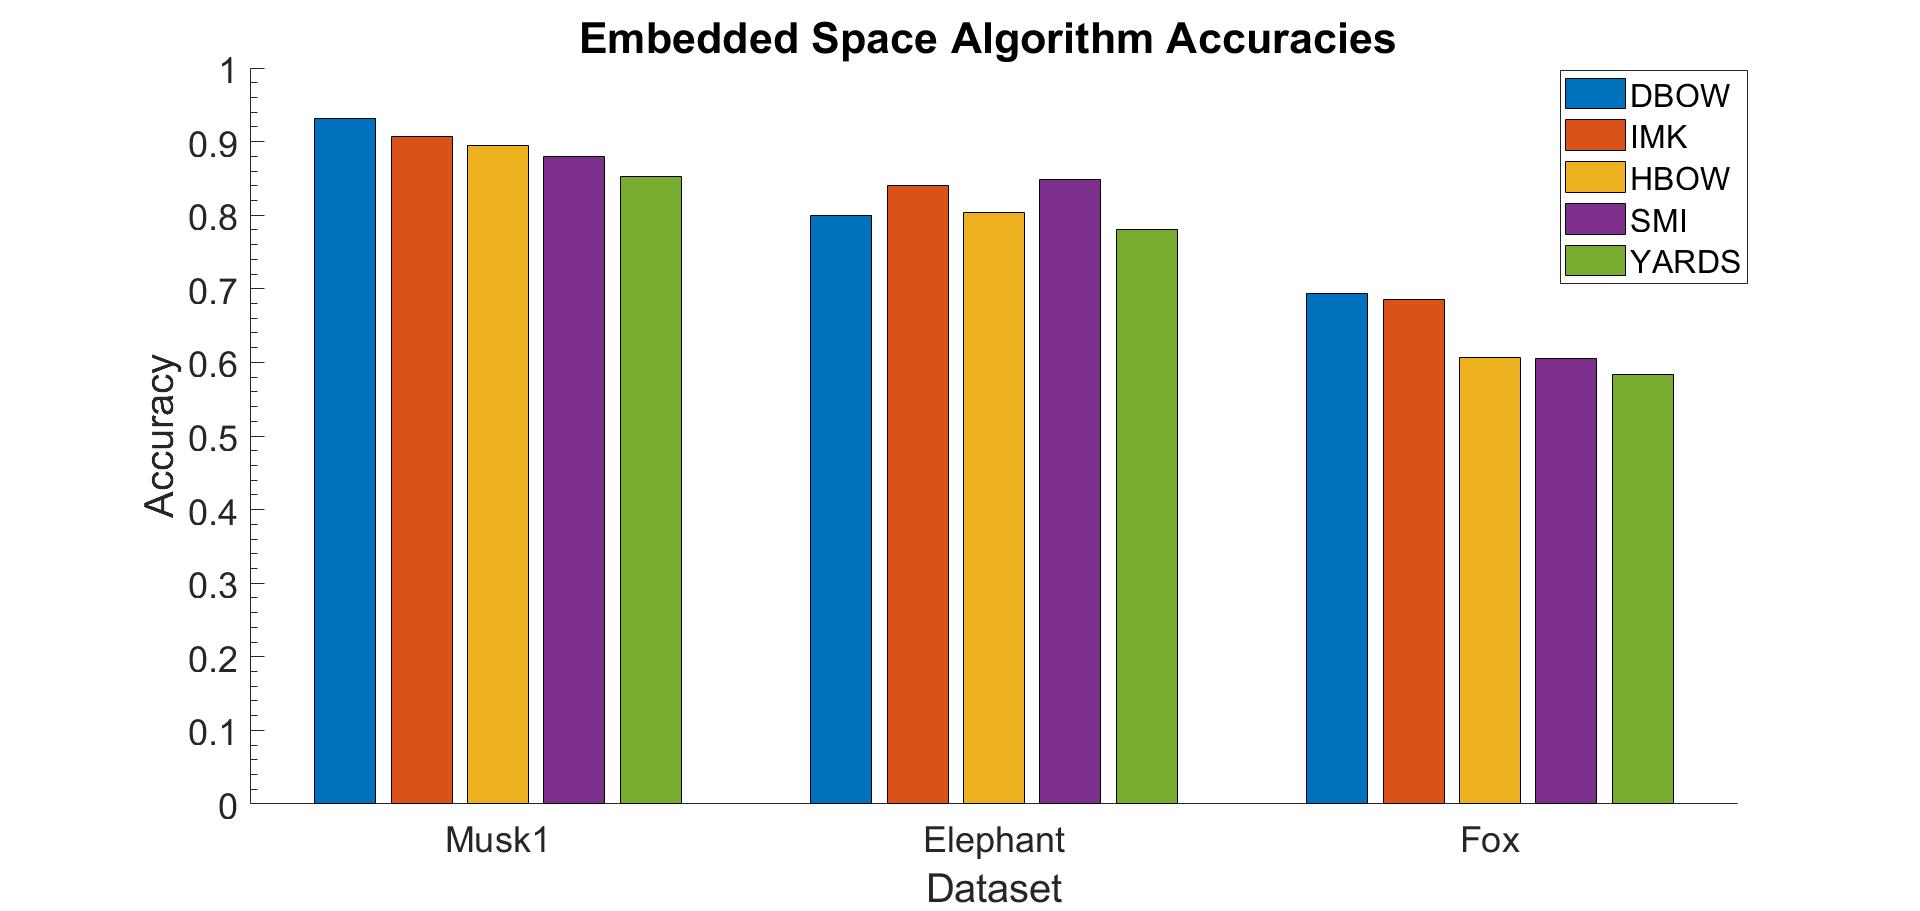 Embedded Space Algorithm Accuracies
1
0.9
0.8
0.7
0.6
0.5
0.4
0.3
0.2
0.1
0
Accuracy
DBOW
IMK
HBOW
SMI
YARDS
Musk1
Elephant
Fox
Dataset